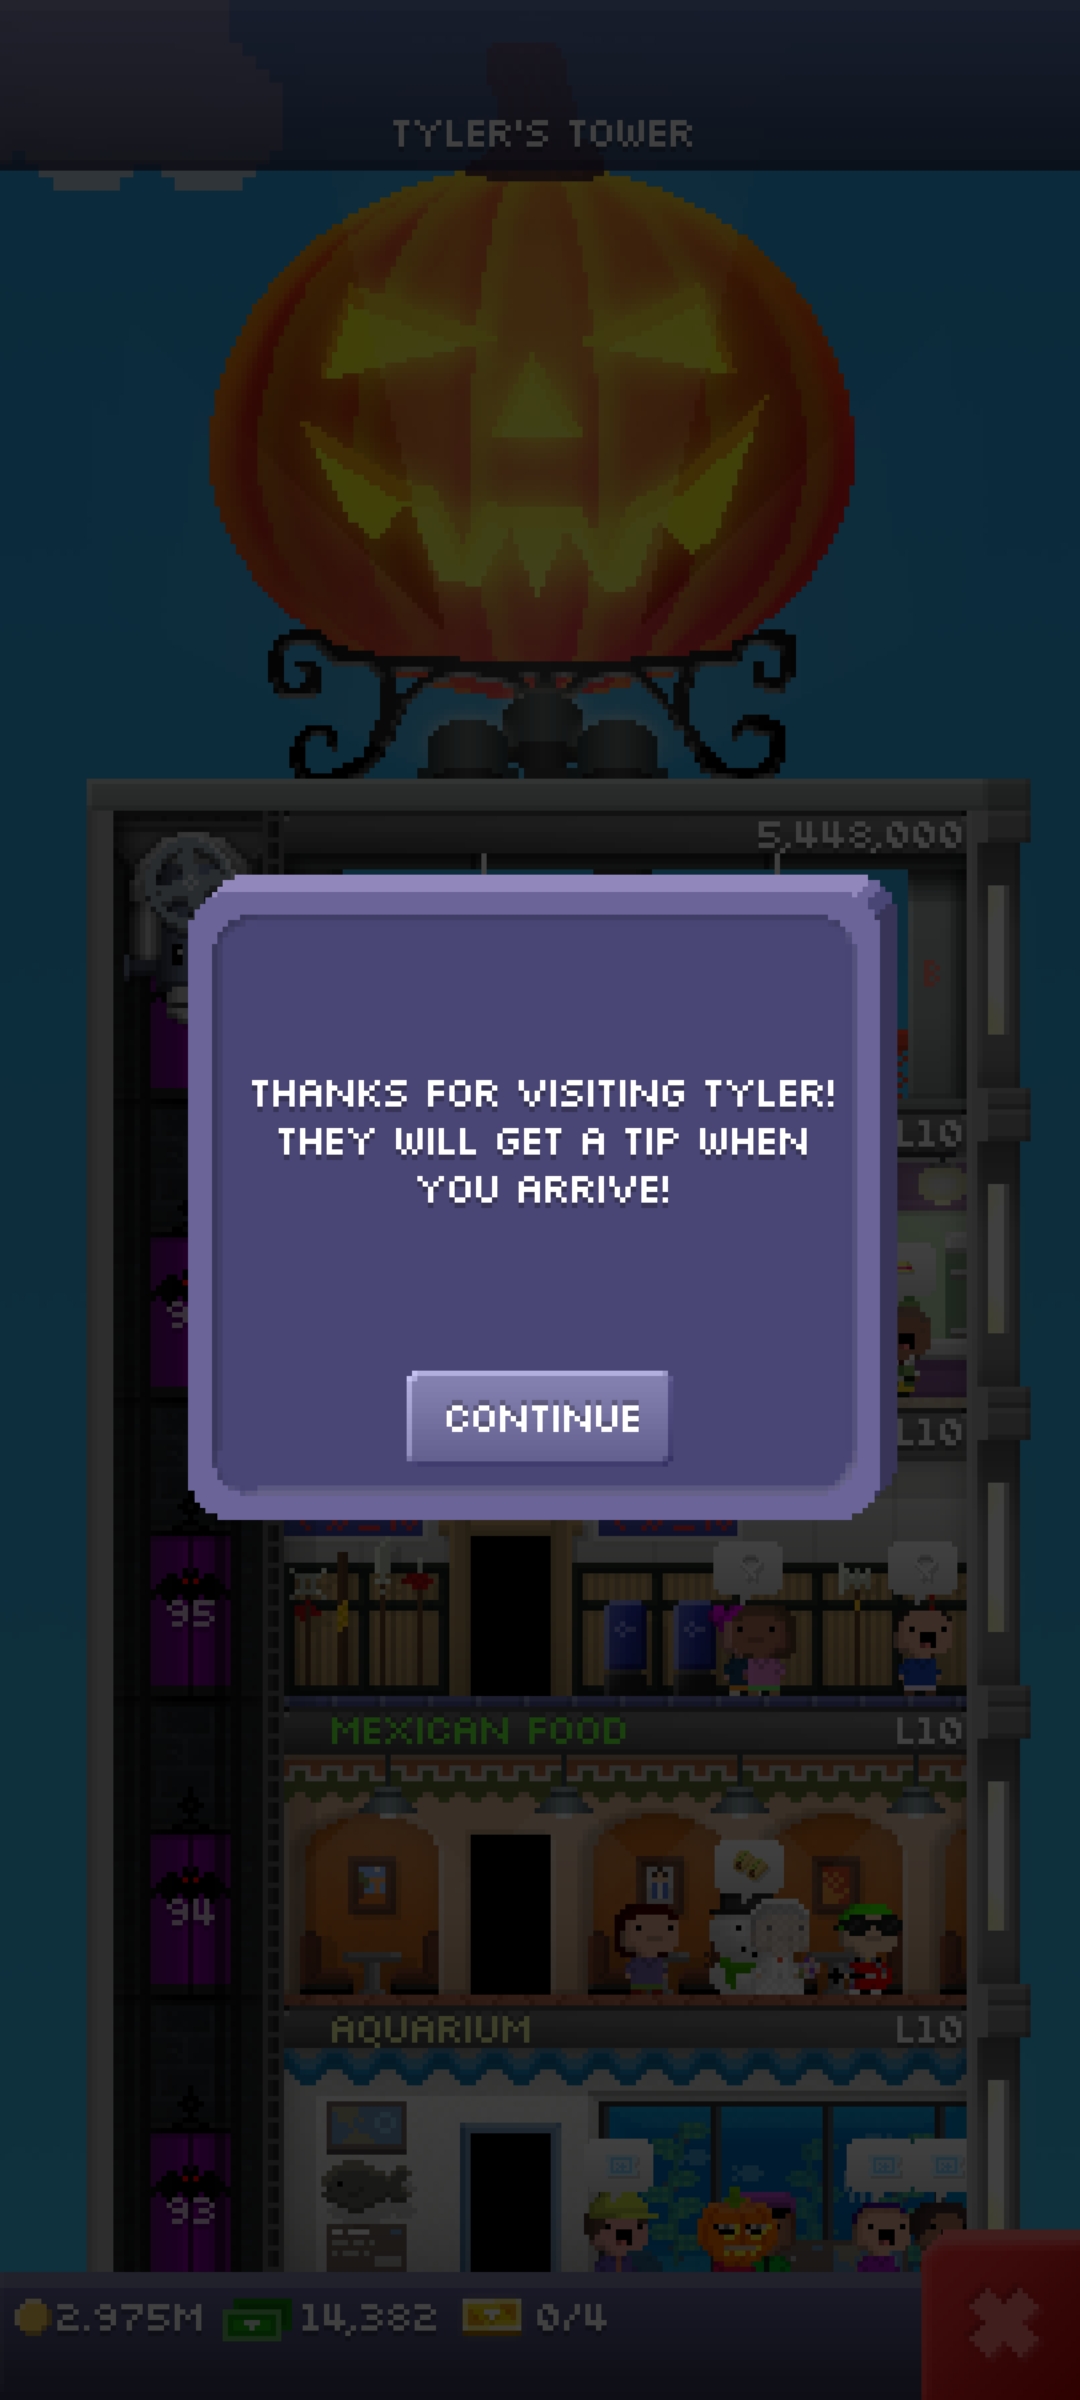 TYLER'S TOWER
5,448,000
L10
L10
THANKS FOR VISITING TYLER!
THEY WILL GET A TIP WHEN
YOU ARRIVE!
CONTINUE
95
MEXICAN FOOD L10
94
AQUARIUM L10
93
2.975M 14,382 0/4